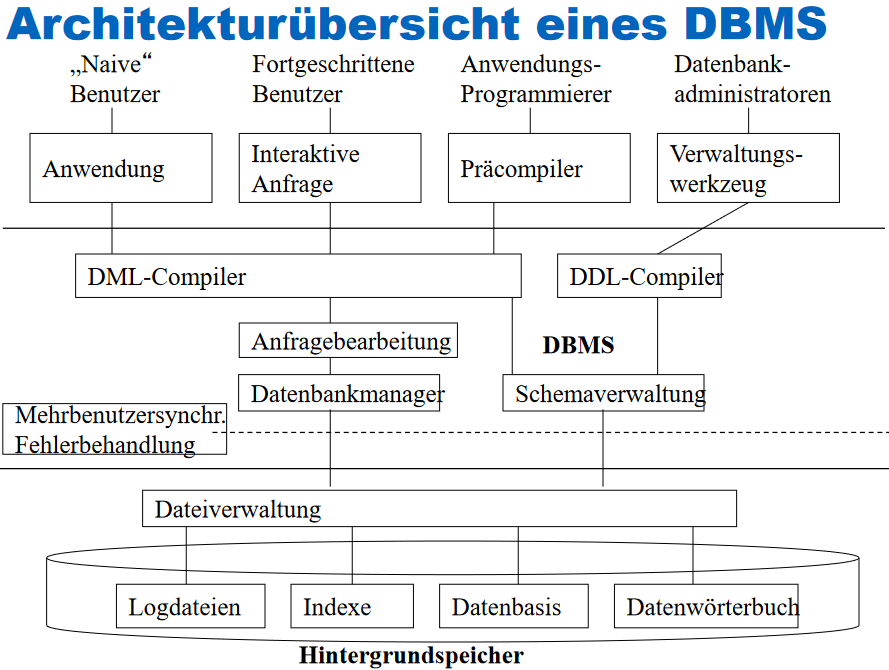 Architekturübersicht eines DBMS
„Naive“
Benutzer
Fortgeschrittene
Benutzer
Anwendungs-
Programmierer
Datenbank-
administratoren
Anwendung
Interaktive
Anfrage
Präcompiler
Verwaltungs-
werkzeug
DML-Compiler
DDL-Compiler
Anfragebearbeitung
DBMS
Datenbankmanager
Schemaverwaltung
Mehrbenutzersynchr.
Fehlerbehandlung
Dateiverwaltung
Logdateien
Indexe
Datenbasis
Datenwörterbuch
Hintergrundspeicher